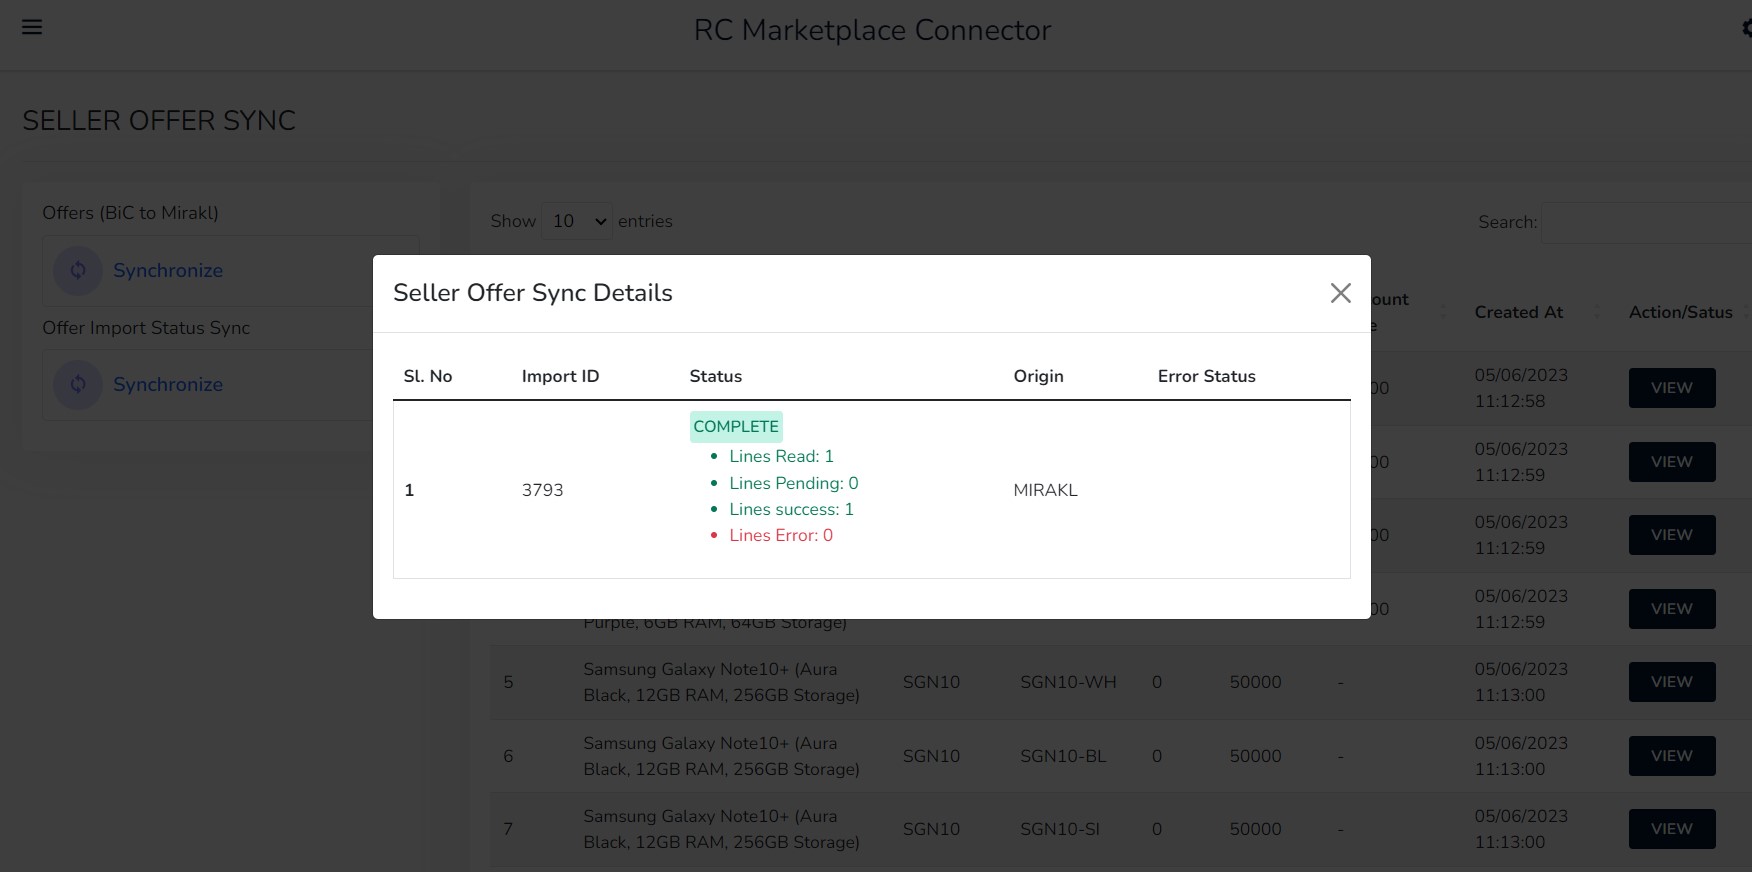 RC Marketplace Connector
SELLER OFFER SYNC
Offers (BiC to Mirakl)
Synchronize
Offer Import Status Sync
Synchronize
Show 10 entries
Search:
ount
e
Created At
Action/Satus
00
05/06/2023
11:12:58
VIEW
00
05/06/2023
11:12:59
VIEW
00
05/06/2023
11:12:59
VIEW
Purple, 6GB RAM, 64GB Storage)
00
05/06/2023
11:12:59
VIEW
5
Samsung Galaxy Note10+ (Aura
Black, 12GB RAM, 256GB Storage)
SGN10
SGN10-WH
0
50000
-
05/06/2023
11:13:00
VIEW
6
Samsung Galaxy Note10+ (Aura
Black, 12GB RAM, 256GB Storage)
SGN10
SGN10-BL
0
50000
-
05/06/2023
11:13:00
VIEW
7
Samsung Galaxy Note10+ (Aura
Black, 12GB RAM, 256GB Storage)
SGN10
SGN10-SI
0
50000
-
05/06/2023
11:13:00
VIEW
Seller Offer Sync Details
Sl. No
Import ID
Status
Origin
Error Status
1
3793
COMPLETE
Lines Read: 1
Lines Pending: 0
Lines success: 1
Lines Error: 0
MIRAKL